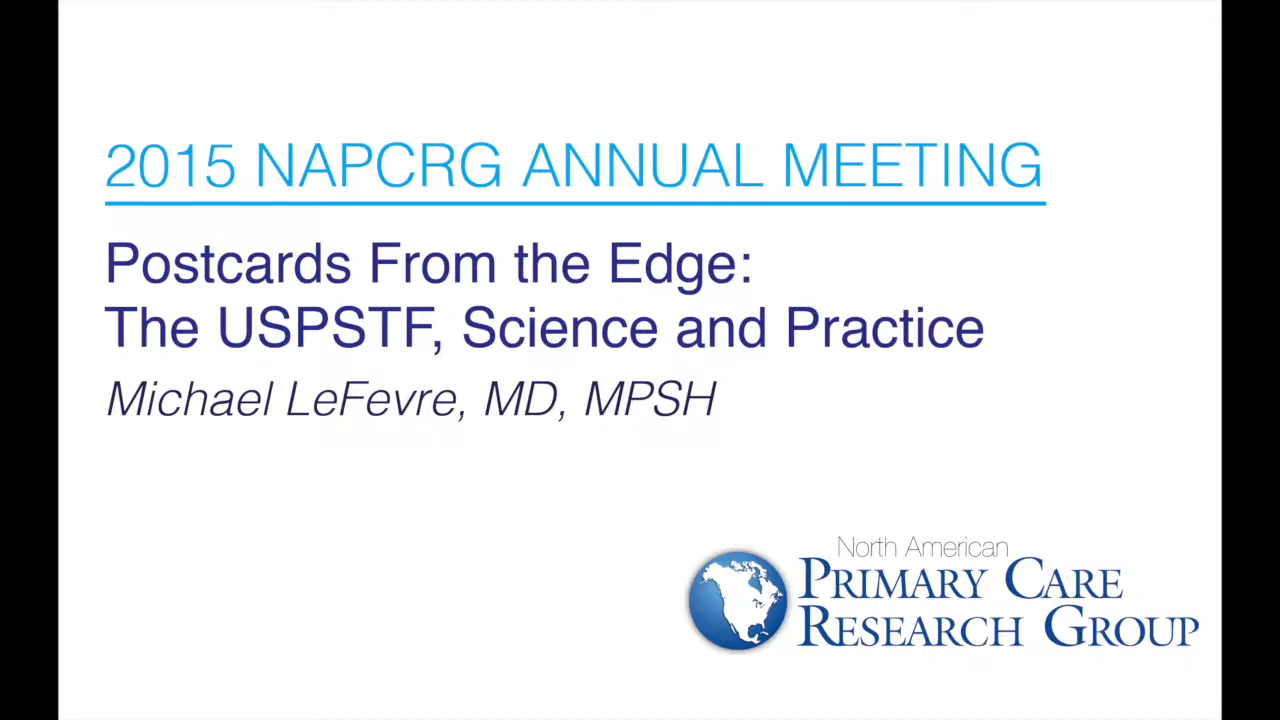 2015 NAPCRG ANNUAL MEETING
Postcards From the Edge:
The USPSTF, Science and Practice
Michael LeFevre, MD, MPSH
North American
PRIMARY CARE
RESEARCH GROUP